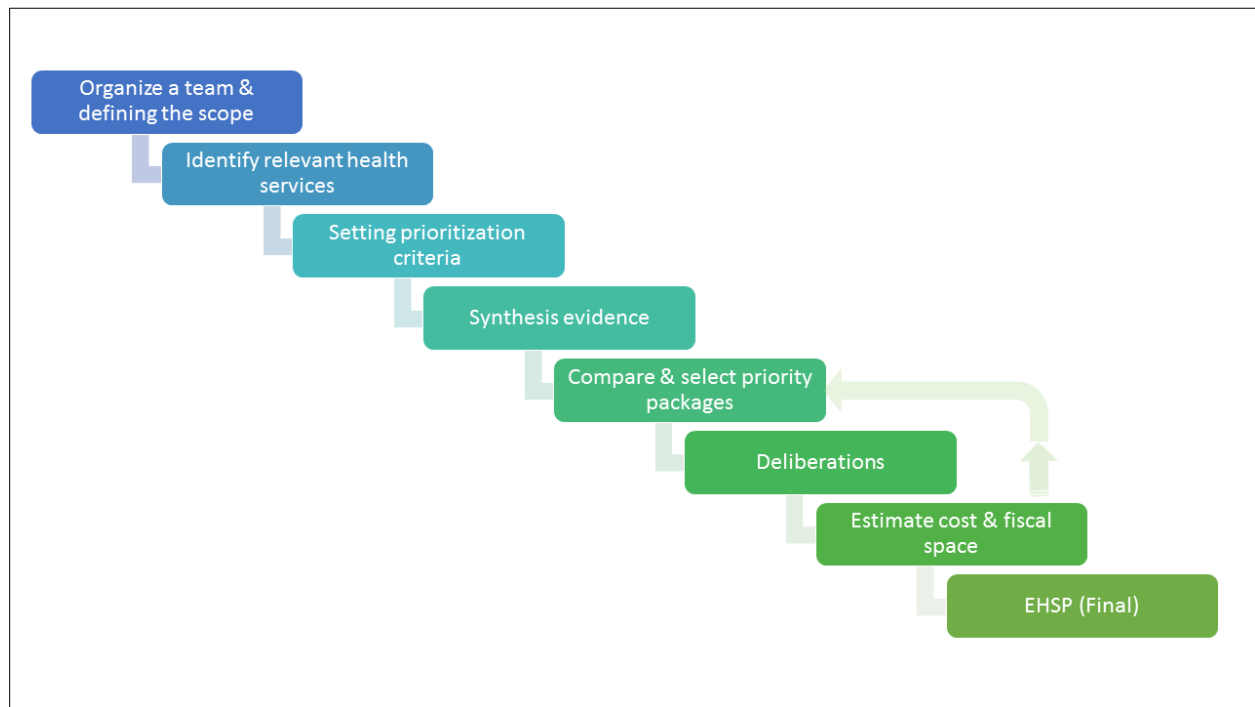 Organize a team &
defining the scope
Identify relevant health
services
Setting prioritization
criteria
Synthesis evidence
Compare & select priority
packages
Deliberations
Estimate cost & fiscal
space
EHSP (Final)